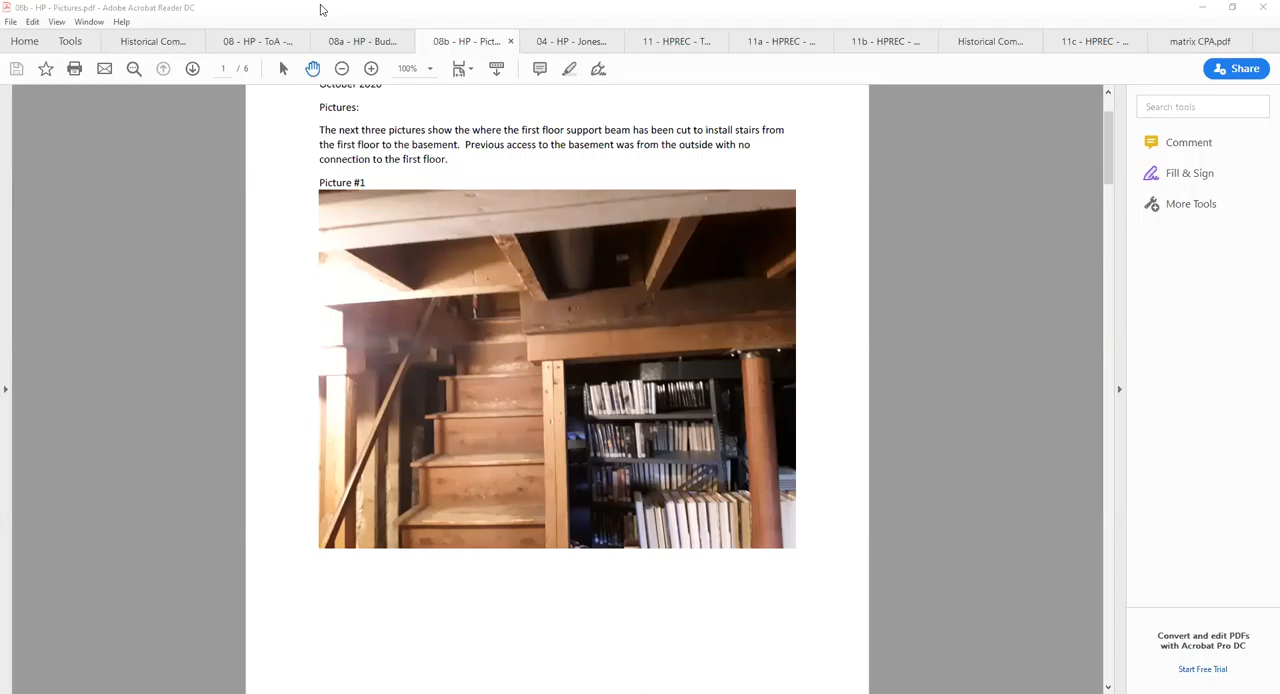 08b - HP - Pictures.pdf - Adobe Acrobat Reader DC
File Edit View Window Help
Home Tools Historical Com... 08 - HP - ToA -... 08a - HP - Bud... 08b - HP - Pict... × 04 - HP - Jones... 11 - HPREC - T... 11a - HPREC - ... 11b - HPREC - ... Historical Com... 11c - HPREC - ... matrix CPA.pdf
1 / 6 100% Share
October 2020
Pictures:
The next three pictures show the where the first floor support beam has been cut to install stairs from
the first floor to the basement. Previous access to the basement was from the outside with no
connection to the first floor.
Picture #1
Search tools
Comment
Fill & Sign
More Tools
Convert and edit PDFs
with Acrobat Pro DC
Start Free Trial